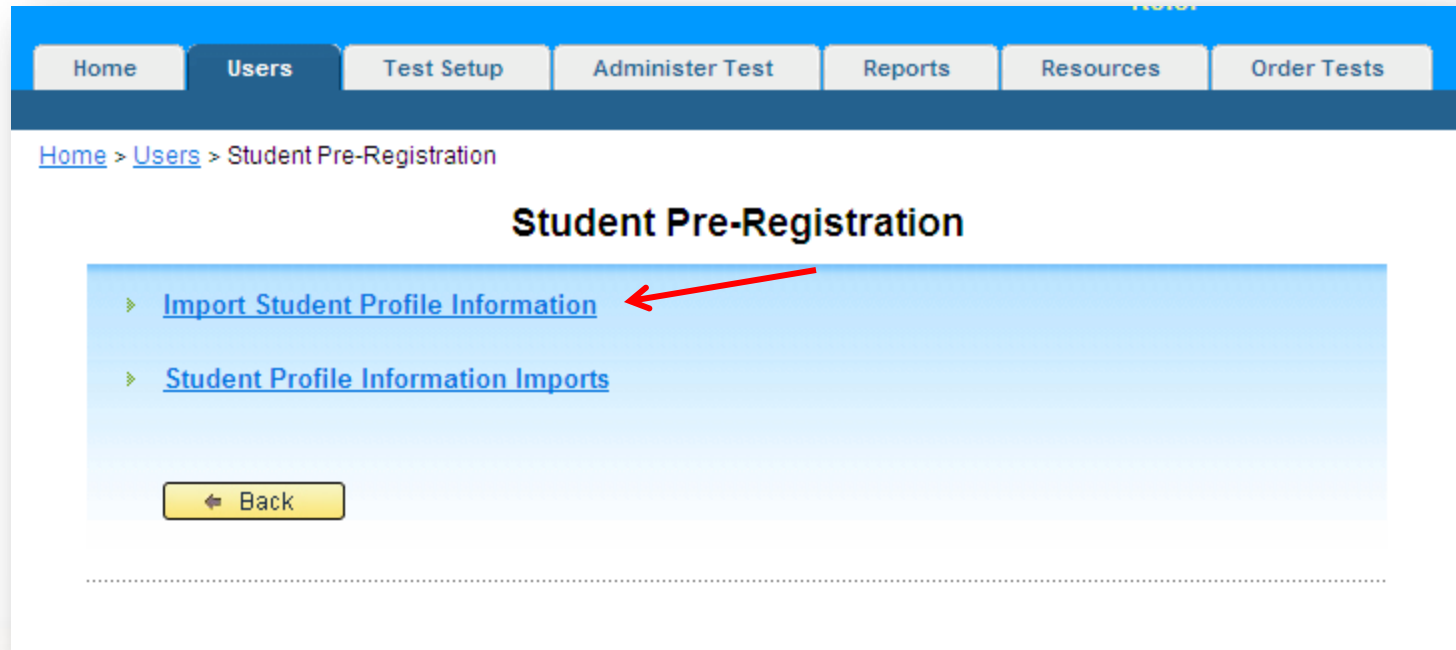 Home Users Test Setup Administer Test Reports Resources Order Tests
Home > Users > Student Pre-Registration
Student Pre-Registration
Import Student Profile Information
Student Profile Information Imports
Back